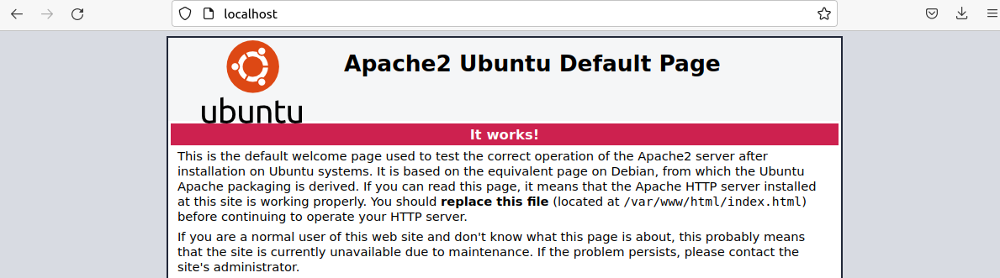 localhost
Apache2 Ubuntu Default Page
ubuntu
It works!
This is the default welcome page used to test the correct operation of the Apache2 server after
installation on Ubuntu systems. It is based on the equivalent page on Debian, from which the Ubuntu
Apache packaging is derived. If you can read this page, it means that the Apache HTTP server installed
at this site is working properly. You should replace this file (located at /var/www/html/index.html)
before continuing to operate your HTTP server.
If you are a normal user of this web site and don't know what this page is about, this probably means
that the site is currently unavailable due to maintenance. If the problem persists, please contact the
site's administrator.